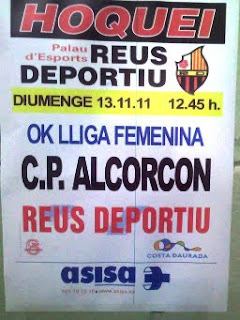 HOQUEI
Palau d'Esports REUS
DEPORTIU
DIUMENGE 13.11.11 12.45 h.
OK LLIGA FEMENINA
C.P. ALCORCON
REUS DEPORTIU
COSTA DAURADA
asisa